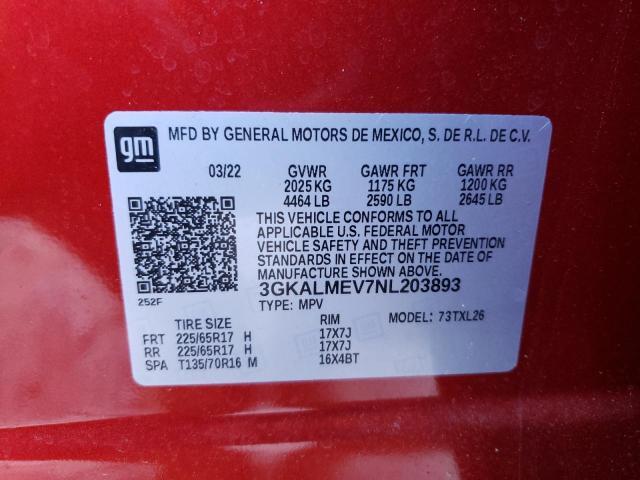 gm
MFD BY GENERAL MOTORS DE MEXICO, S. DE R.L. DE C.V.
03/22 GVWR GAWR FRT GAWR RR
2025 KG 1175 KG 1200 KG
4464 LB 2590 LB 2645 LB
THIS VEHICLE CONFORMS TO ALL
APPLICABLE U.S. FEDERAL MOTOR
VEHICLE SAFETY AND THEFT PREVENTION
STANDARDS IN EFFECT ON THE DATE OF
MANUFACTURE SHOWN ABOVE.
3GKALMEV7NL203893
252F
TYPE: MPV MODEL: 73TXL26
TIRE SIZE RIM
FRT 225/65R17 H 17X7J
RR 225/65R17 H 17X7J
SPA T135/70R16 M 16X4BT